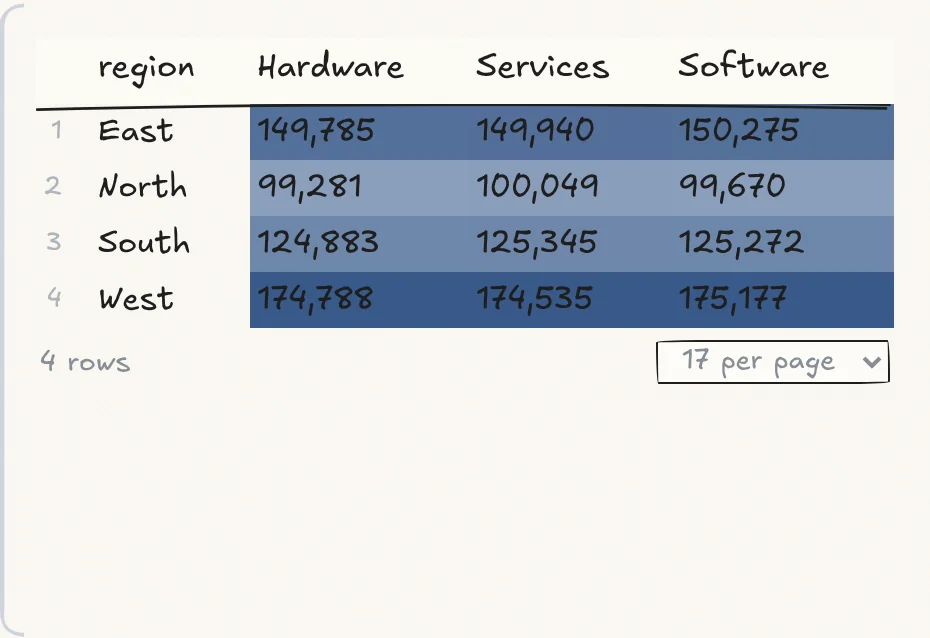 region Hardware Services Software
1 East 149,785 149,940 150,275
2 North 99,281 100,049 99,670
3 South 124,883 125,345 125,272
4 West 174,788 174,535 175,177
4 rows 17 per page